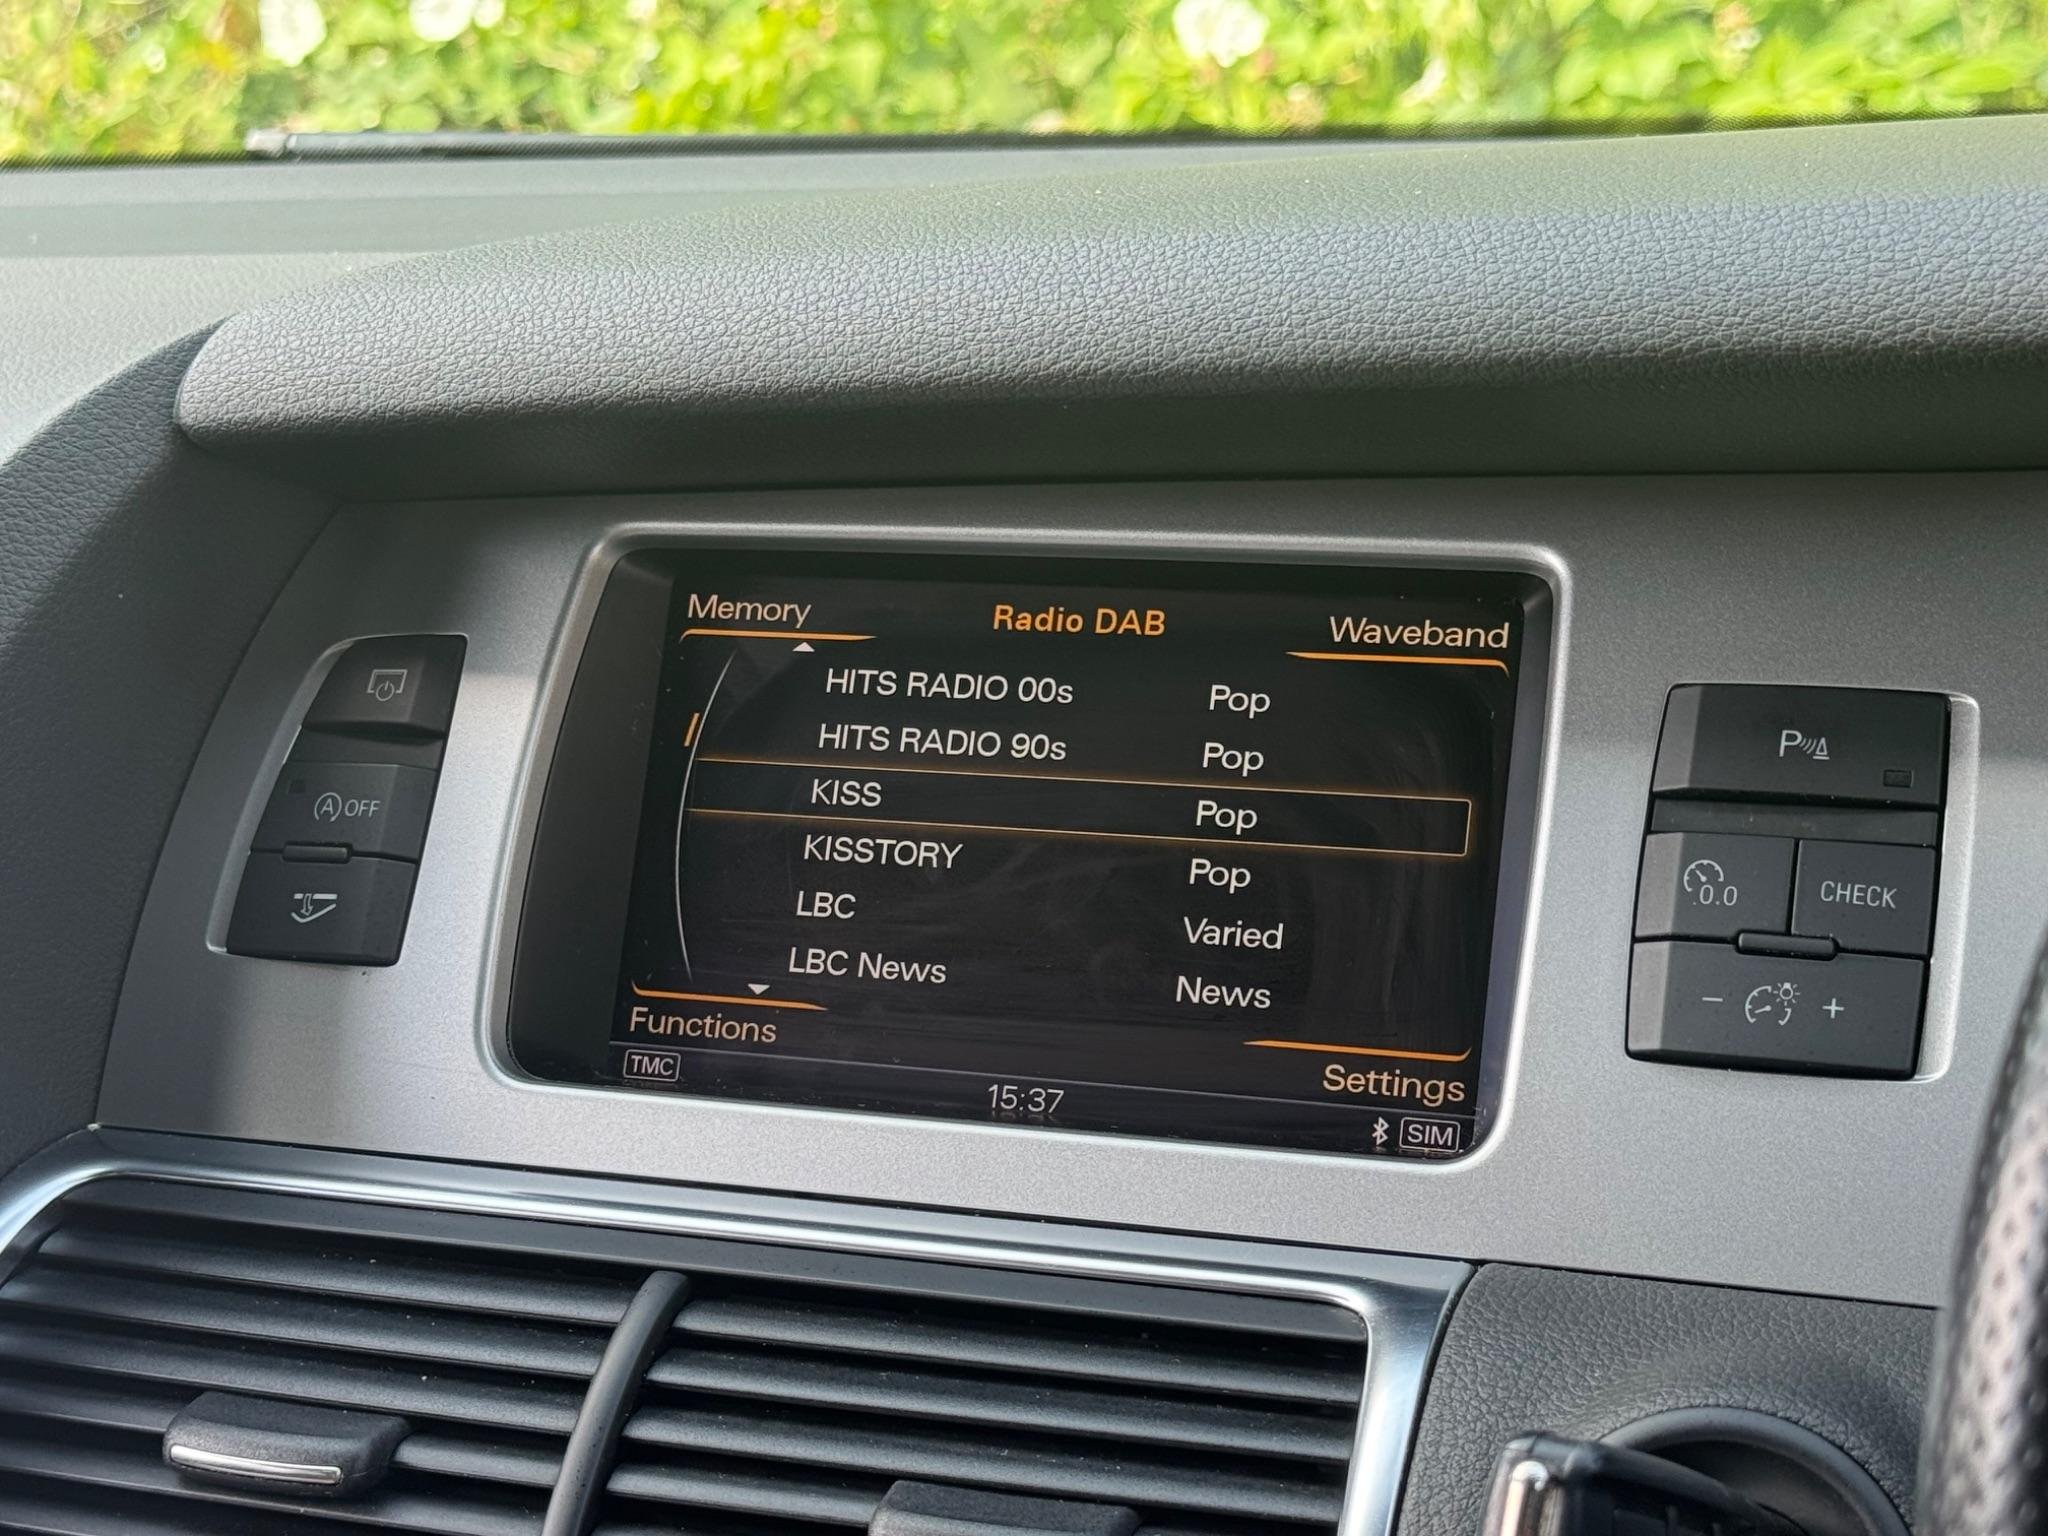 Memory Radio DAB Waveband
HITS RADIO 00s Pop
HITS RADIO 90s Pop
KISS Pop
KISSTORY Pop
LBC Varied
LBC News News
Functions Settings
TMC 15:37 SIM
A OFF
P
0.0 CHECK
− +